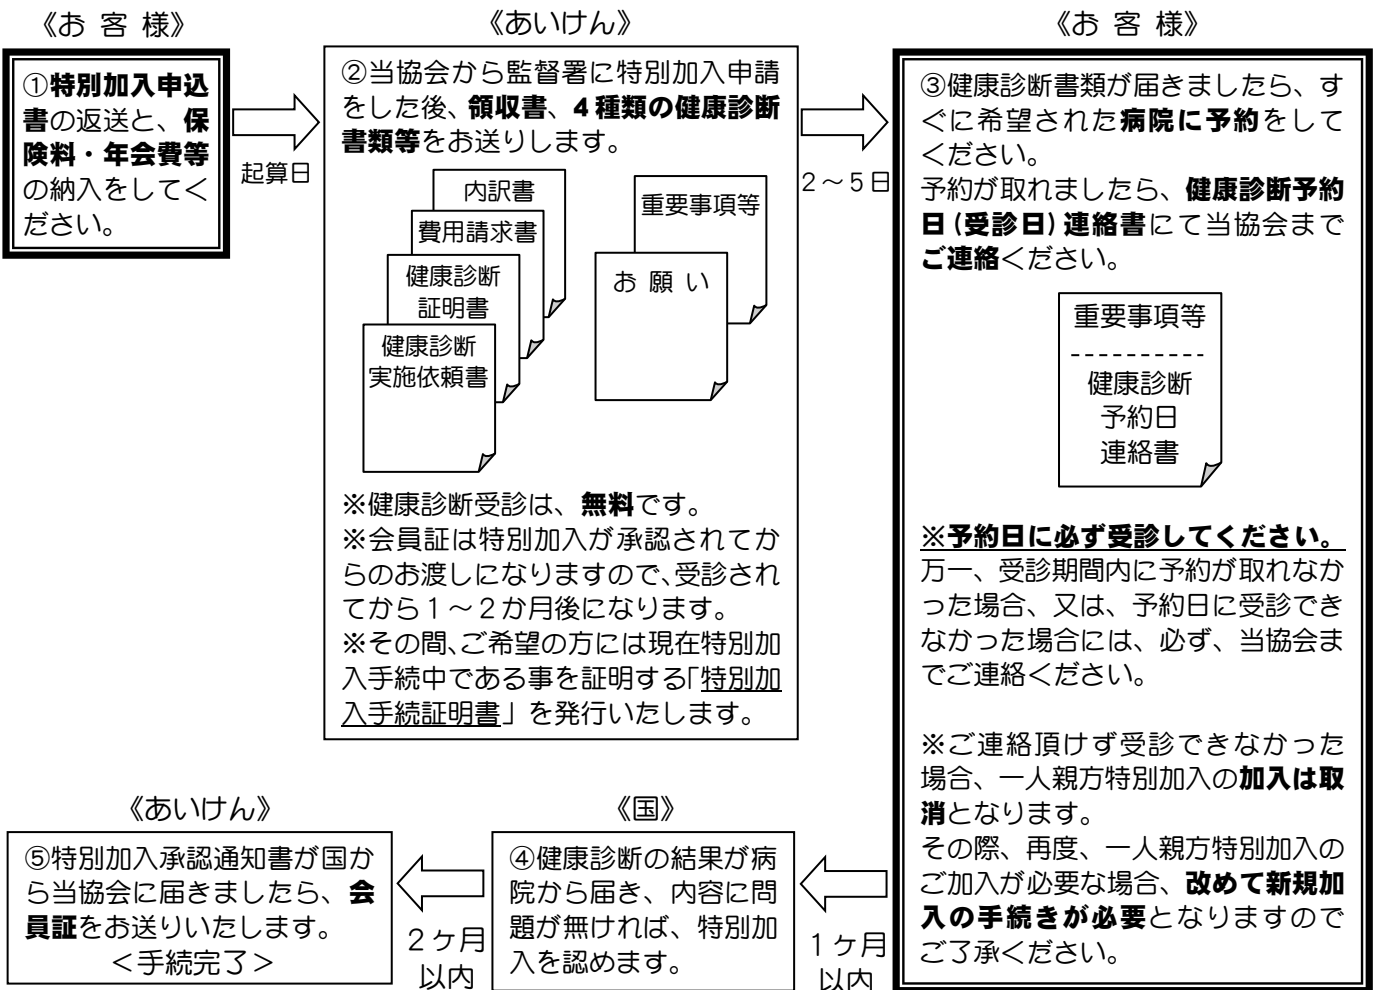 《お 客 様》
①特別加入申込
書の返送と、保
険料・年会費等
の納入をしてく
ださい。
起算日
《あいけん》
②当協会から監督署に特別加入申請
をした後、領収書、４種類の健康診断
書類等をお送りします。
内訳書
費用請求書
健康診断
証明書
健康診断
実施依頼書
重要事項等
お 願 い
※健康診断受診は、無料です。
※会員証は特別加入が承認されてか
らのお渡しになりますので、受診され
てから１～２か月後になります。
※その間、ご希望の方には現在特別加
入手続中である事を証明する「特別加
入手続証明書」を発行いたします。
２～５日
《お 客 様》
③健康診断書類が届きましたら、す
ぐに希望された病院に予約をして
ください。
予約が取れましたら、健康診断予約
日(受診日)連絡書にて当協会まで
ご連絡ください。
重要事項等
----------
健康診断
予約日
連絡書
※予約日に必ず受診してください。
万一、受診期間内に予約が取れなか
った場合、又は、予約日に受診でき
なかった場合には、必ず、当協会ま
でご連絡ください。
※ご連絡頂けず受診できなかった
場合、一人親方特別加入の加入は取
消となります。
その際、再度、一人親方特別加入の
ご加入が必要な場合、改めて新規加
入の手続きが必要となりますので
ご了承ください。
１ヶ月
以内
《国》
④健康診断の結果が病
院から届き、内容に問
題が無ければ、特別加
入を認めます。
２ヶ月
以内
《あいけん》
⑤特別加入承認通知書が国か
ら当協会に届きましたら、会
員証をお送りいたします。
＜手続完了＞